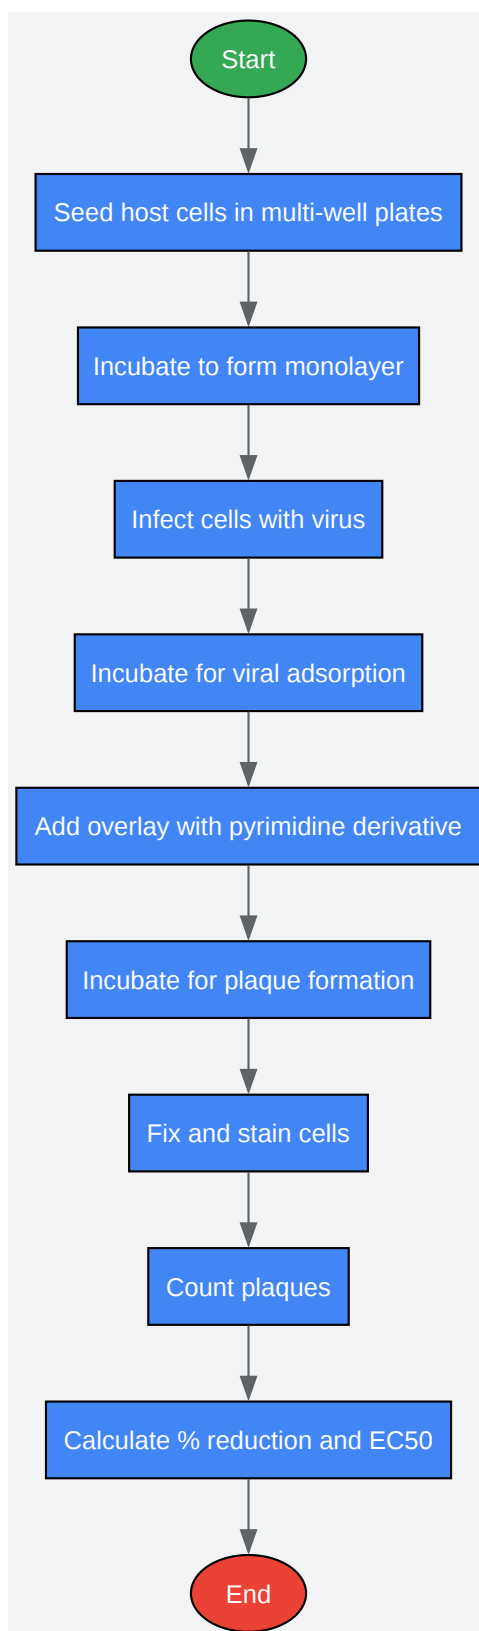 Start
Seed host cells in multi-well plates
Incubate to form monolayer
Infect cells with virus
Incubate for viral adsorption
Add overlay with pyrimidine derivative
Incubate for plaque formation
Fix and stain cells
Count plaques
Calculate % reduction and EC50
End